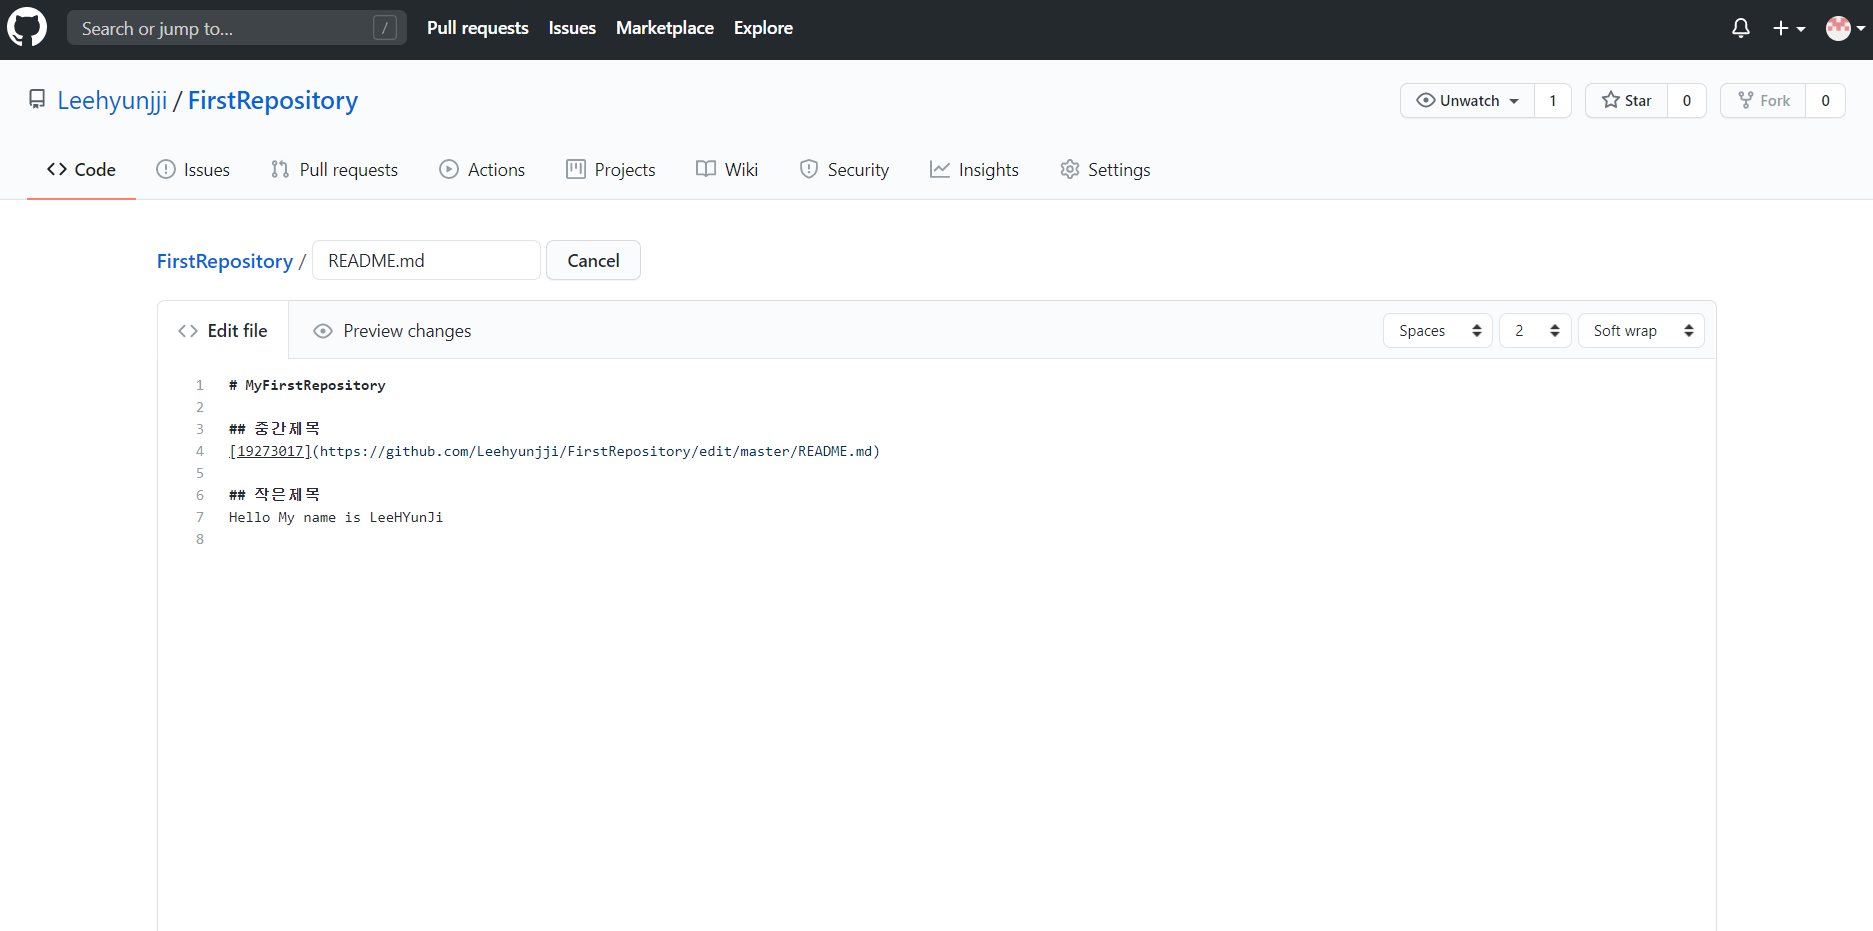 Search or jump to... /
Pull requests Issues Marketplace Explore
Leehyunjji / FirstRepository
Unwatch 1 Star 0 Fork 0
Code Issues Pull requests Actions Projects Wiki Security Insights Settings
FirstRepository / README.md Cancel
Edit file Preview changes Spaces 2 Soft wrap
1 # MyFirstRepository
2
3 ## 중간제목
4 [19273017](https://github.com/Leehyunjji/FirstRepository/edit/master/README.md)
5
6 ## 작은제목
7 Hello My name is LeeHYunJi
8